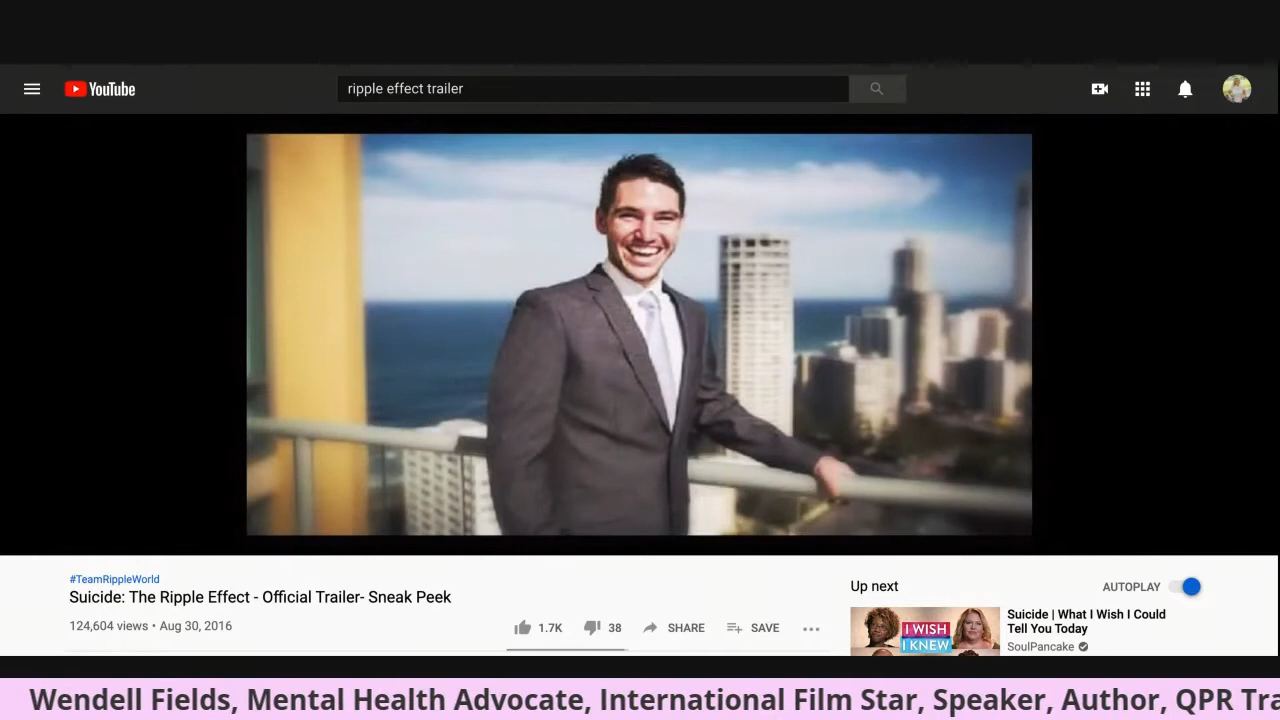 YouTube
ripple effect trailer
#TeamRippleWorld
Suicide: The Ripple Effect - Official Trailer- Sneak Peek
124,604 views • Aug 30, 2016
1.7K
38
SHARE
SAVE
Up next
AUTOPLAY
I WISH
I KNEW
Suicide | What I Wish I Could
Tell You Today
SoulPancake
Wendell Fields, Mental Health Advocate, International Film Star, Speaker, Author, QPR Tra